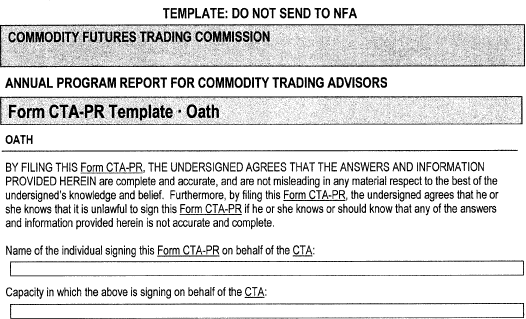 TEMPLATE: DO NOT SEND TO NFA
COMMODITY FUTURES TRADING COMMISSION
ANNUAL PROGRAM REPORT FOR COMMODITY TRADING ADVISORS
Form CTA-PR Template · Oath
OATH
BY FILING THIS Form CTA-PR, THE UNDERSIGNED AGREES THAT THE ANSWERS AND INFORMATION
PROVIDED HEREIN are complete and accurate, and are not misleading in any material respect to the best of the
undersigned's knowledge and belief. Furthermore, by filing this Form CTA-PR, the undersigned agrees that he or
she knows that it is unlawful to sign this Form CTA-PR if he or she knows or should know that any of the answers
and information provided herein is not accurate and complete.
Name of the individual signing this Form CTA-PR on behalf of the CTA:
Capacity in which the above is signing on behalf of the CTA: